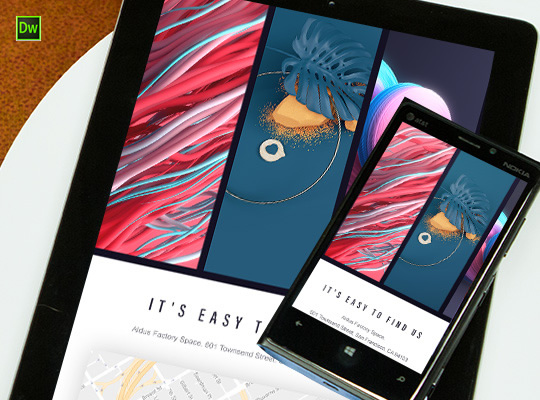 Dw
AT&T
NOKIA
IT'S EASY T
Aldus Factory Space, 601 Townsend Street
IT'S EASY TO FIND US
Aldus Factory Space,
601 Townsend Street, San Francisco, CA 94103